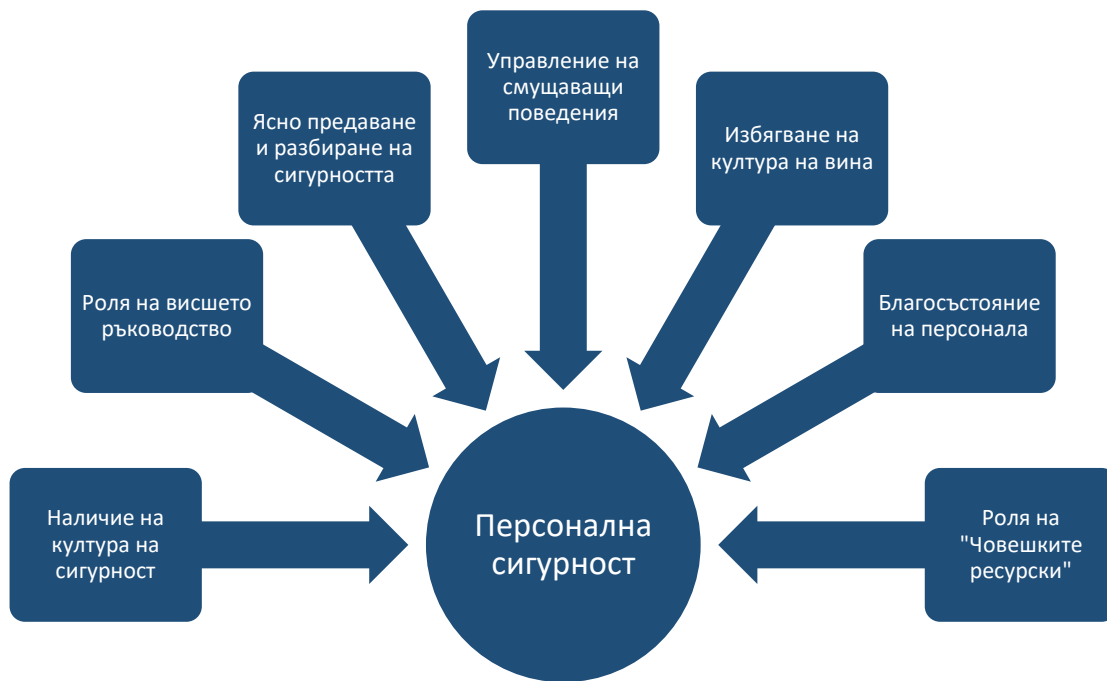 Управление на
смущаващи
поведения
Ясно предаване
и разбиране на
сигурността
Избягване на
култура на вина
Роля на висшето
ръководство
Благосъстояние
на персонала
Наличие на
култура на
сигурност
Персонална
сигурност
Роля на
"Човешките
ресурски"